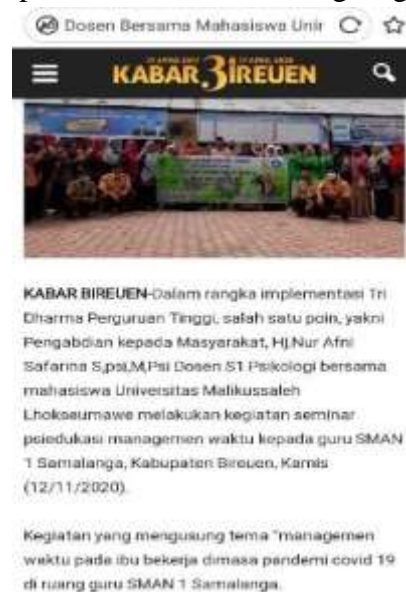 Dosen Bersama Mahasiswa Unir
KABAR BIREUEN
KABAR BIREUEN-Dalam rangka implementasi Tri
Dharma Perguruan Tinggi, salah satu poin, yakni
Pengabdian kepada Masyarakat, Hj,Nur Afni
Safarina S,psi,M,Psi Dosen S1 Psikologi bersama
mahasiswa Universitas Malikussaleh
Lhokseumawe melakukan kegiatan seminar
psiedukasi managemen waktu kepada guru SMAN
1 Samalanga, Kabupaten Bireuen, Kamis
(12/11/2020).
Kegiatan yang mengusung tema "managemen
waktu pada ibu bekerja dimasa pandemi covid 19
di ruang guru SMAN 1 Samalanga.